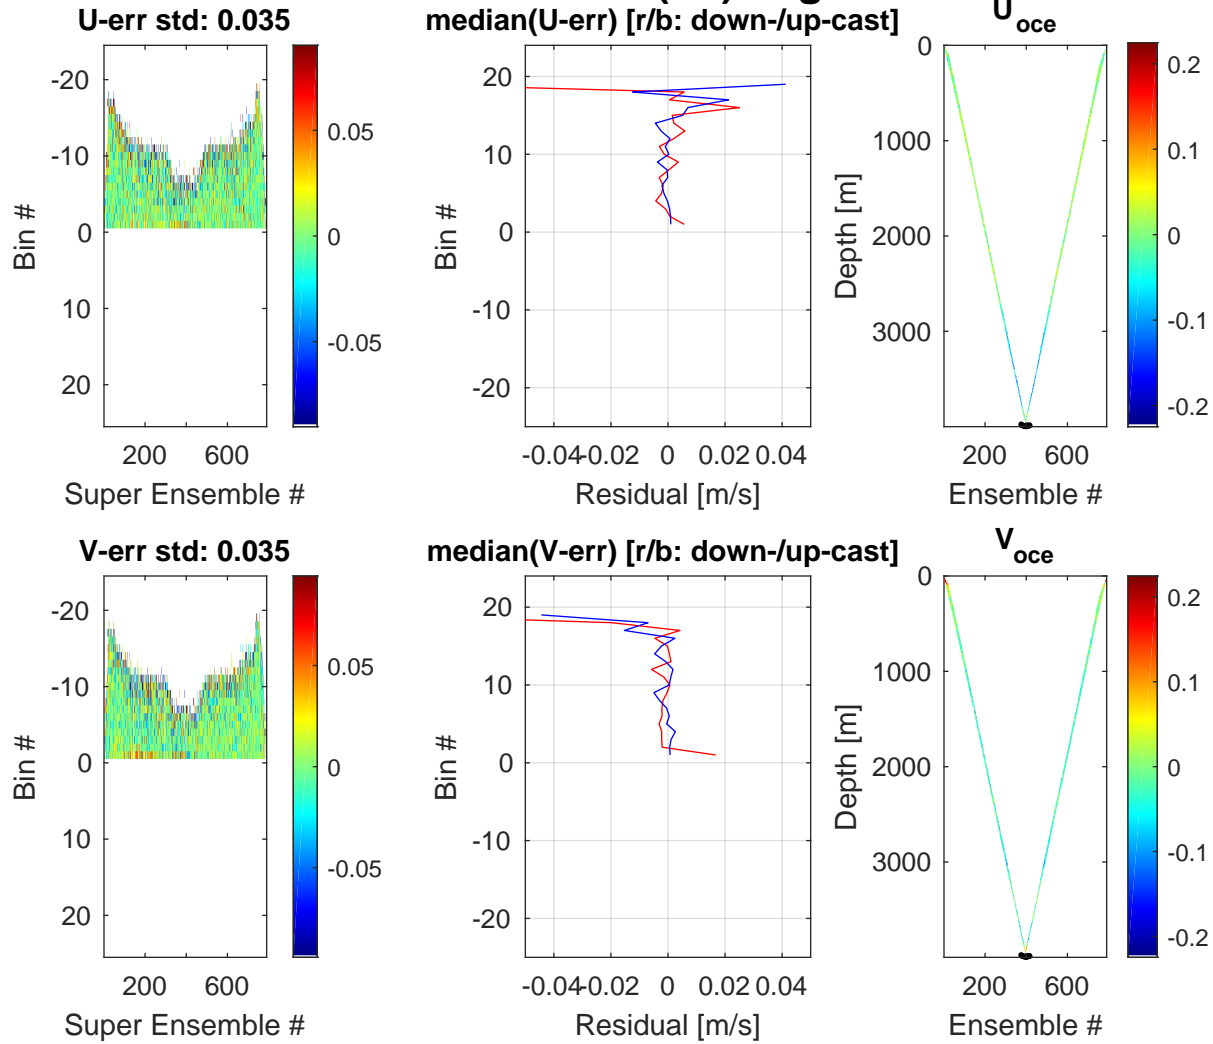 U-err std: 0.035
-20
-10
0
10
20
200 600
Super Ensemble #
Bin #
0.05
0
-0.05
median(U-err) [r/b: down-/up-cast]
20
10
0
-10
-20
-0.04 -0.02 0 0.02 0.04
Residual [m/s]
Bin #
U oce
0
1000
2000
3000
200 600
Ensemble #
Depth [m]
0.2
0.1
0
-0.1
-0.2
V-err std: 0.035
-20
-10
0
10
20
200 600
Super Ensemble #
Bin #
0.05
0
-0.05
median(V-err) [r/b: down-/up-cast]
20
10
0
-10
-20
-0.04 -0.02 0 0.02 0.04
Residual [m/s]
Bin #
V oce
0
1000
2000
3000
200 600
Ensemble #
Depth [m]
0.2
0.1
0
-0.1
-0.2